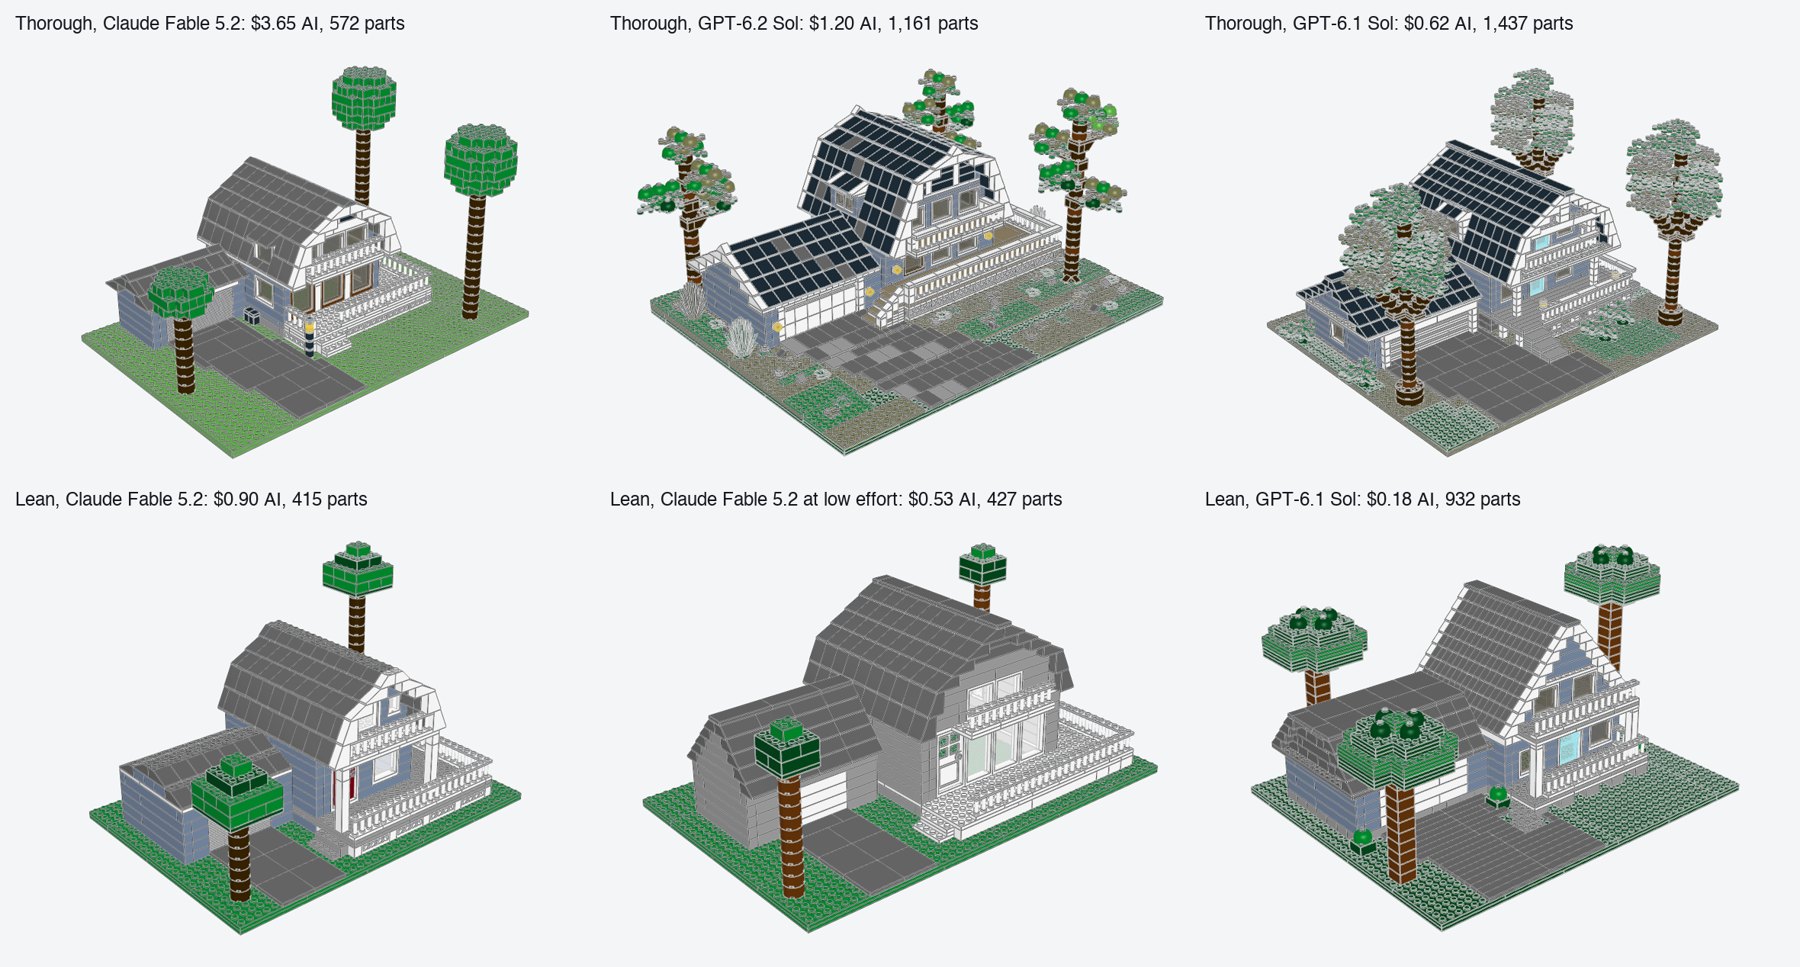 Thorough, Claude Fable 5.2: $3.65 AI, 572 parts
Thorough, GPT-6.2 Sol: $1.20 AI, 1,161 parts
Thorough, GPT-6.1 Sol: $0.62 AI, 1,437 parts
Lean, Claude Fable 5.2: $0.90 AI, 415 parts
Lean, Claude Fable 5.2 at low effort: $0.53 AI, 427 parts
Lean, GPT-6.1 Sol: $0.18 AI, 932 parts